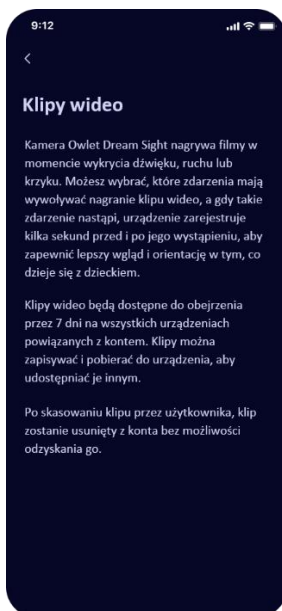 9:12
Klipy wideo
Kamera Owlet Dream Sight nagrywa filmy w
momencie wykrycia dźwięku, ruchu lub
krzyku. Możesz wybrać, które zdarzenia mają
wywoływać nagranie klipu wideo, a gdy takie
zdarzenie nastąpi, urządzenie zarejestruje
kilka sekund przed i po jego wystąpieniu, aby
zapewnić lepszy wgląd i orientację w tym, co
dzieje się z dzieckiem.
Klipy wideo będą dostępne do obejrzenia
przez 7 dni na wszystkich urządzeniach
powiązanych z kontem. Klipy można
zapisywać i pobierać do urządzenia, aby
udostępniać je innym.
Po skasowaniu klipu przez użytkownika, klip
zostanie usunięty z konta bez możliwości
odzyskania go.